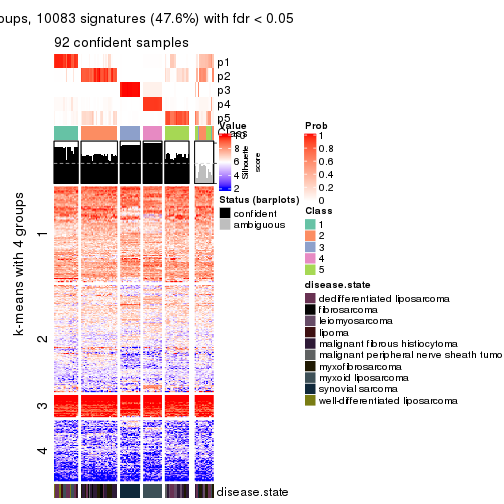 oups, 10083 signatures (47.6%) with fdr < 0.05
92 confident samples
p1
p2
p3
p4
p5
Class
1
2
3
4
k-means with 4 groups
disease.state
Value
10
8
6
4
2
Silhouette
score
Status (barplots)
confident
ambiguous
Prob
1
0.8
0.6
0.4
0.2
0
Class
1
2
3
4
5
disease.state
dedifferentiated liposarcoma
fibrosarcoma
leiomyosarcoma
lipoma
malignant fibrous histiocytoma
malignant peripheral nerve sheath tumo
myxofibrosarcoma
myxoid liposarcoma
synovial sarcoma
well-differentiated liposarcoma